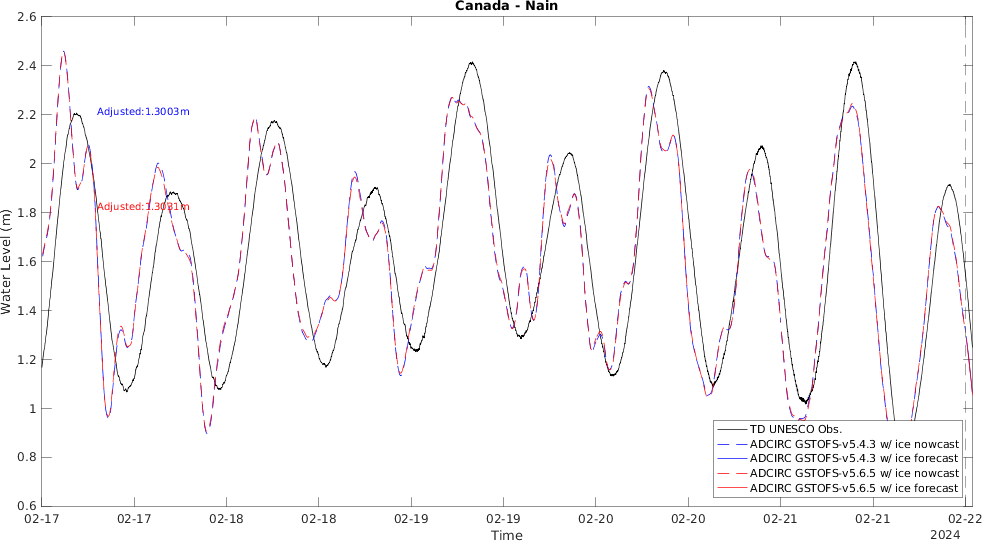 Canada - Nain
2.6
2.4
2.2
2
1.8
1.6
1.4
1.2
1
0.8
0.6
Water Level (m)
Adjusted:1.3003m
Adjusted:1.3031m
TD UNESCO Obs.
ADCIRC GSTOFS-v5.4.3 w/ ice nowcast
ADCIRC GSTOFS-v5.4.3 w/ ice forecast
ADCIRC GSTOFS-v5.6.5 w/ ice nowcast
ADCIRC GSTOFS-v5.6.5 w/ ice forecast
02-17 02-17 02-18 02-18 02-19 02-19 02-20 02-20 02-21 02-21 02-22
Time
2024